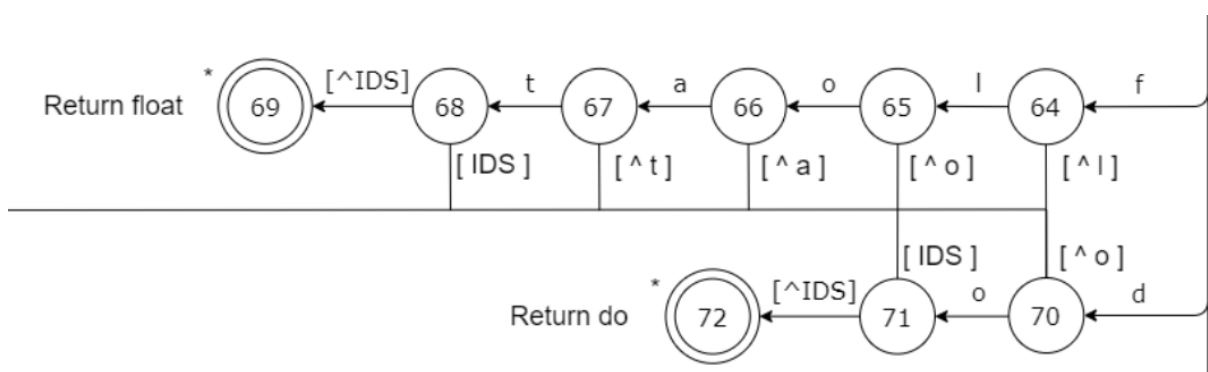 * [^IDS] t a o l f
Return float 69 68 67 66 65 64
[ IDS ] [ ^ t ] [ ^ a ] [ ^ o ] [ ^ l ]
[ IDS ] [ ^ o ]
* [^IDS] o d
Return do 72 71 70